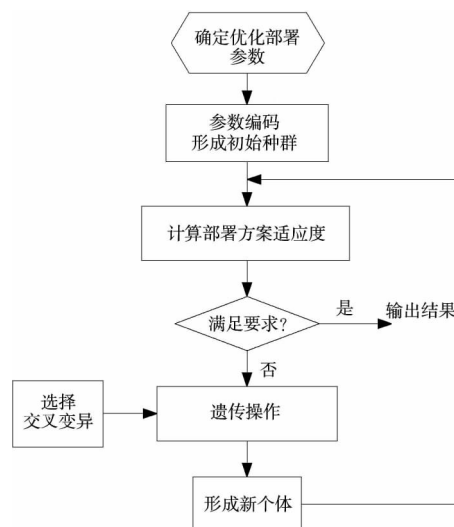 确定优化部署
参数
参数编码
形成初始种群
计算部署方案适应度
满足要求？
是
输出结果
否
选择
交叉变异
遗传操作
形成新个体